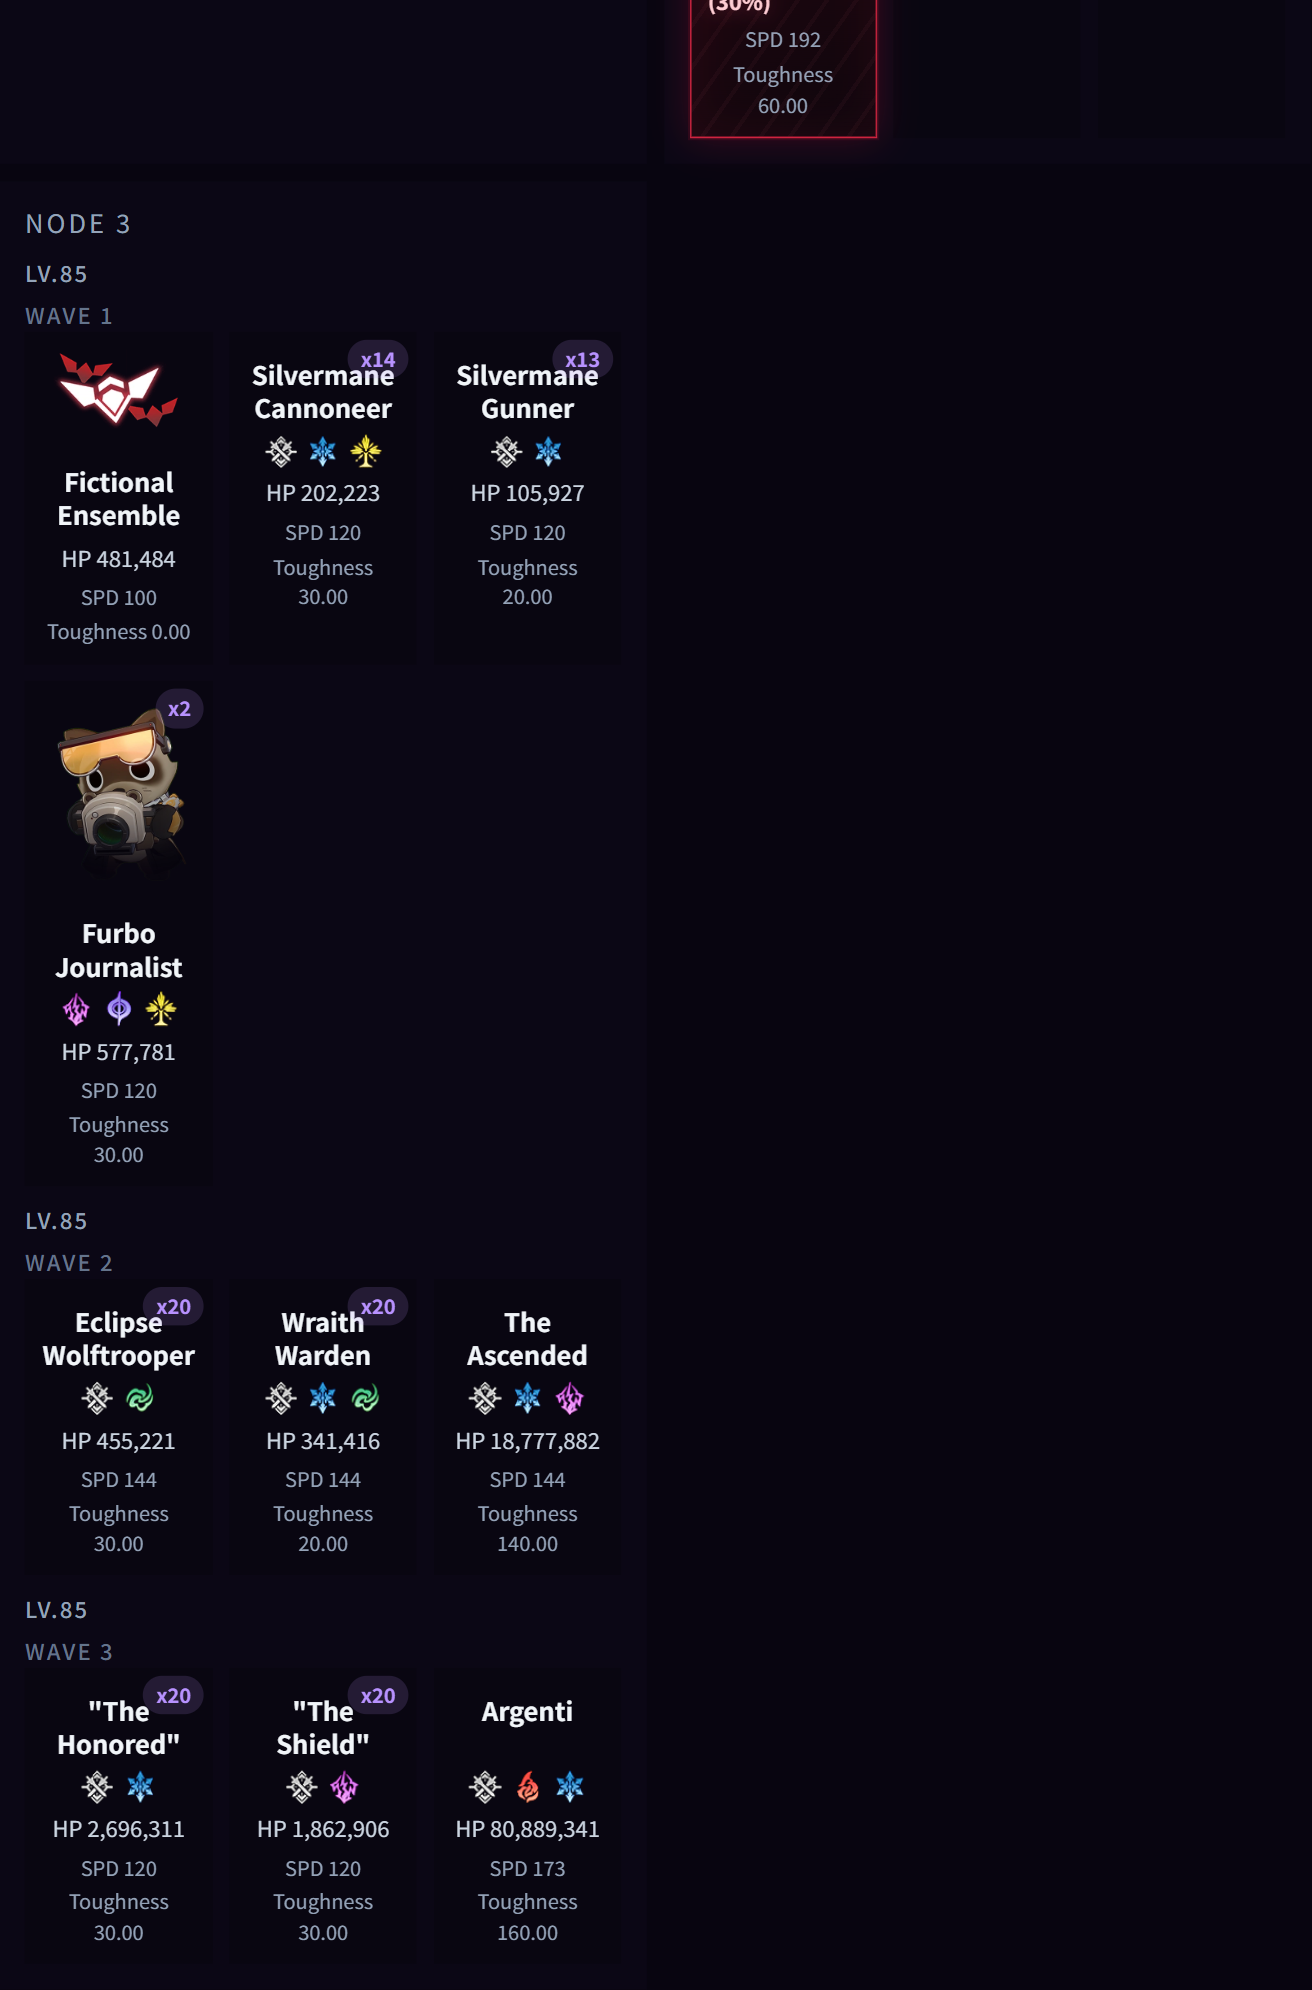 (30%)
SPD 192
Toughness
60.00
NODE 3
LV.85
WAVE 1
Fictional
Ensemble
HP 481,484
SPD 100
Toughness 0.00
x14
Silvermane
Cannoneer
HP 202,223
SPD 120
Toughness
30.00
x13
Silvermane
Gunner
HP 105,927
SPD 120
Toughness
20.00
x2
Furbo
Journalist
HP 577,781
SPD 120
Toughness
30.00
LV.85
WAVE 2
x20
Eclipse
Wolftrooper
HP 455,221
SPD 144
Toughness
30.00
x20
Wraith
Warden
HP 341,416
SPD 144
Toughness
20.00
The
Ascended
HP 18,777,882
SPD 144
Toughness
140.00
LV.85
WAVE 3
x20
"The
Honored"
HP 2,696,311
SPD 120
Toughness
30.00
x20
"The
Shield"
HP 1,862,906
SPD 120
Toughness
30.00
Argenti
HP 80,889,341
SPD 173
Toughness
160.00